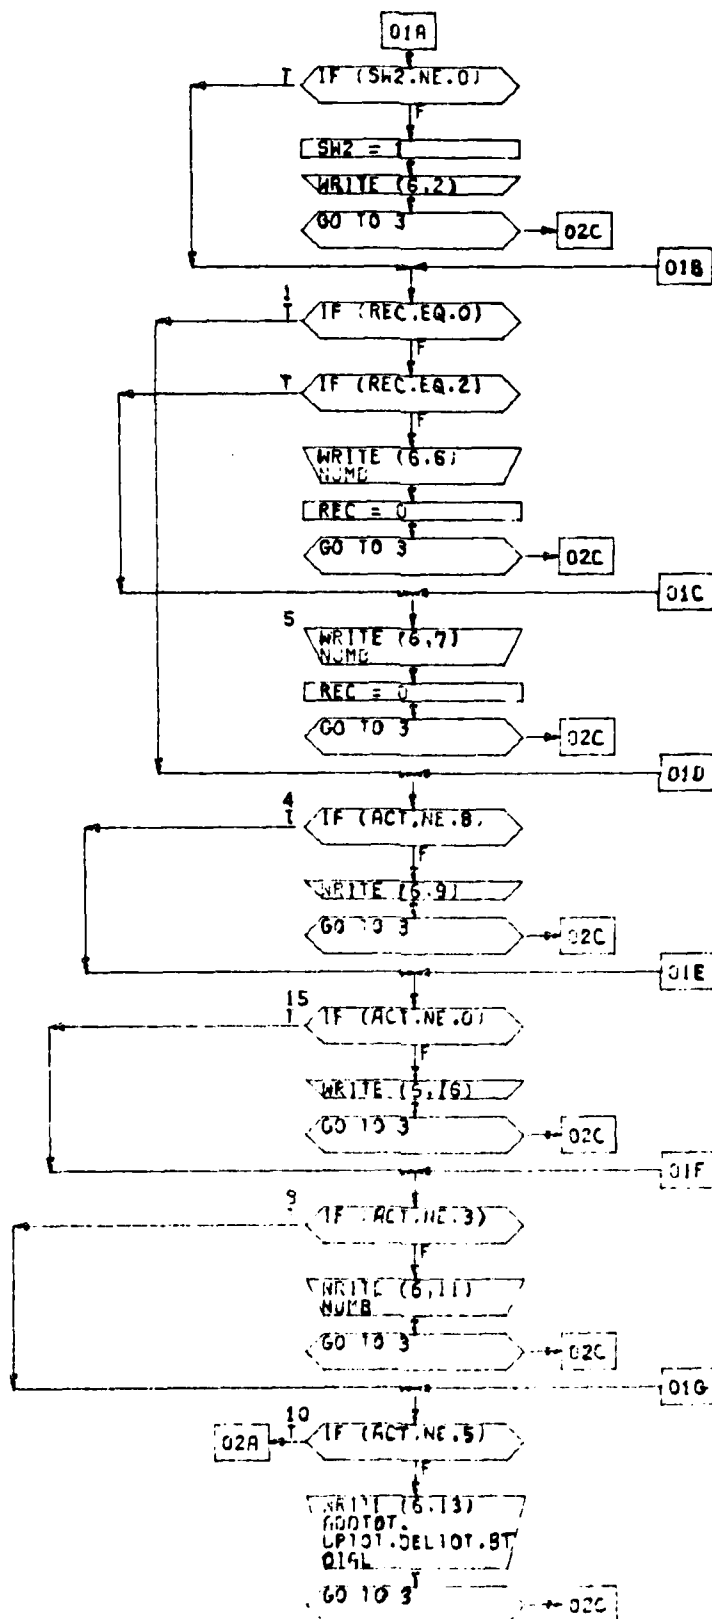 01A
T IF (SW2.NE.0)
F
SW2 = 1
WRITE (6,2)
GO TO 3 02C
01B
1
T IF (REC.EQ.0)
F
T IF (REC.EQ.2)
F
WRITE (6,6)
NUMB
REC = 0
GO TO 3 02C
01C
5
WRITE (6,7)
NUMB
REC = 0
GO TO 3 02C
01D
4
T IF (ACT.NE.8)
F
WRITE (6,9)
GO TO 3 02C
01E
15
T IF (ACT.NE.0)
F
WRITE (5,16)
GO TO 3 02C
01F
IF (ACT.NE.3)
F
WRITE (6,11)
NUMB
GO TO 3 02C
01G
10
02A T IF (ACT.NE.5)
F
WRITE (6,13)
ADDTOT,
UPTOT,DELTOT,BT
GO TO 3 02C